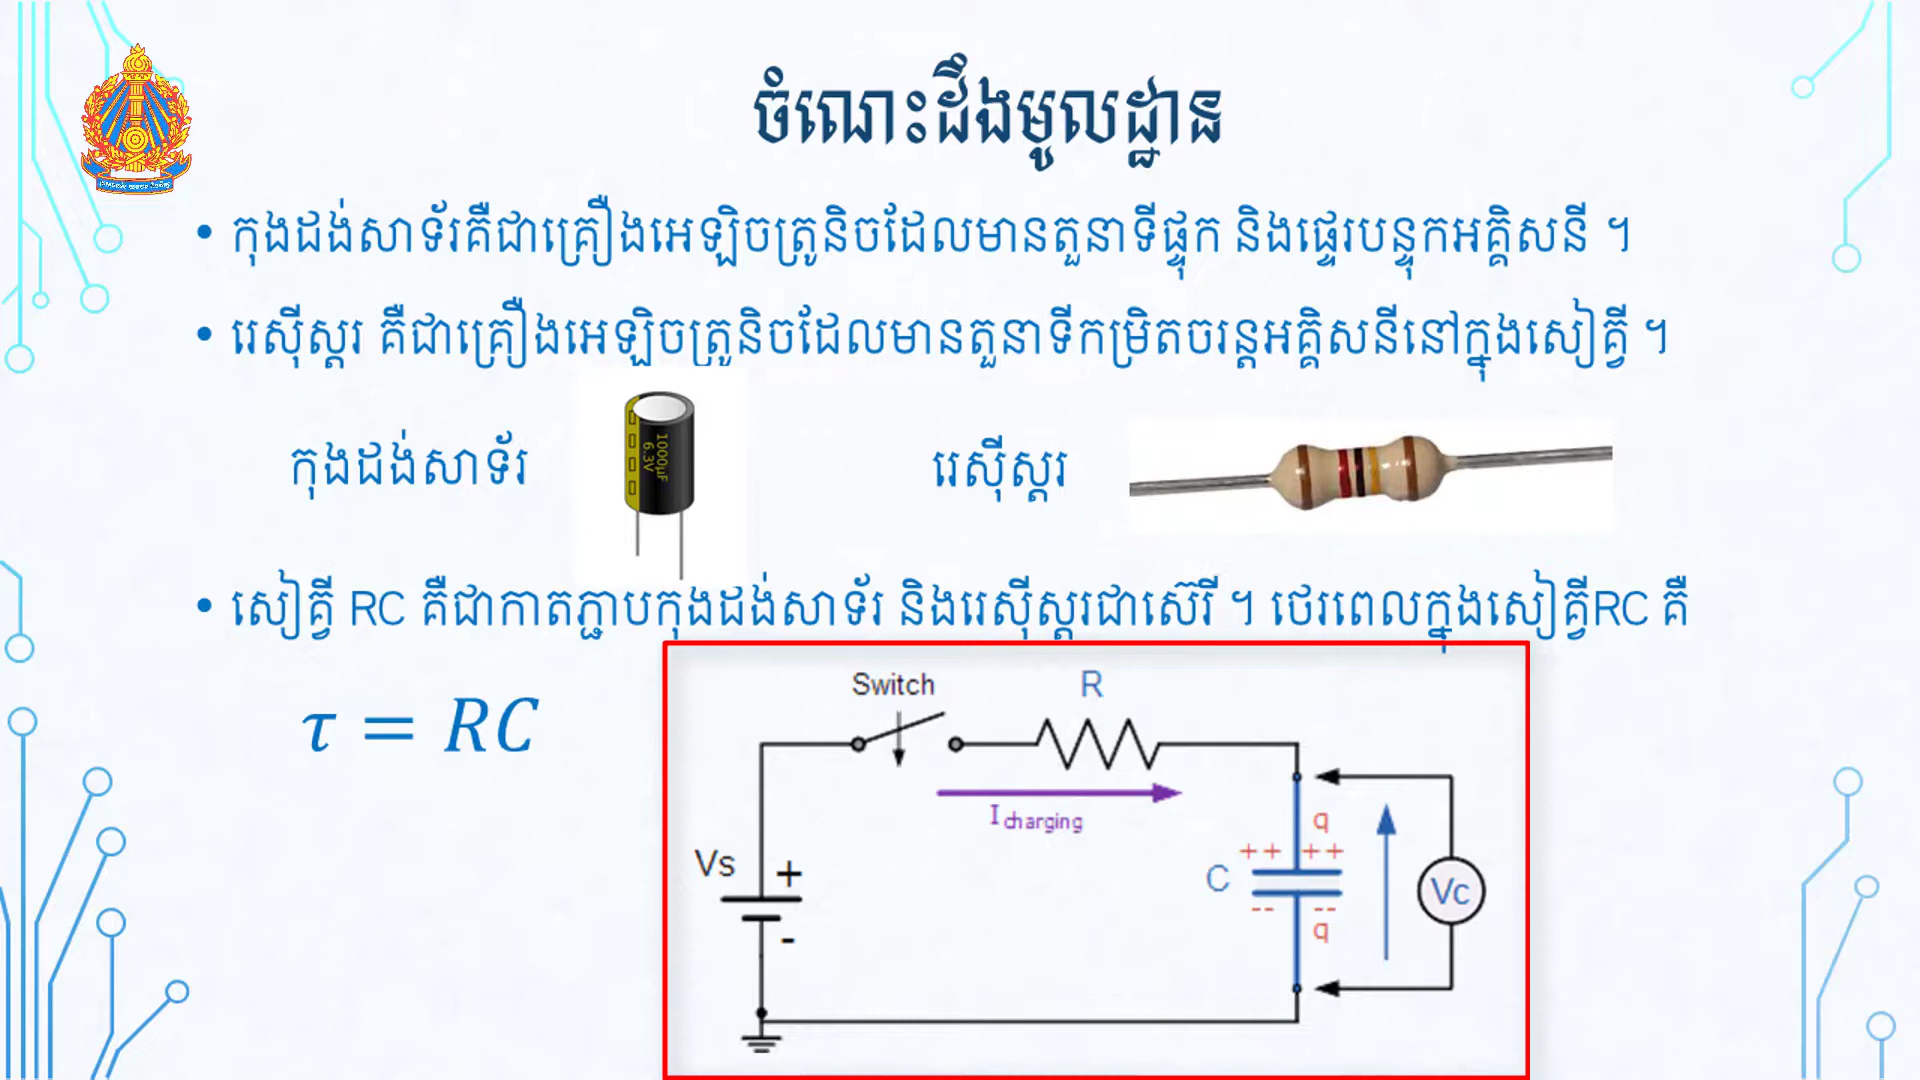 ចំណេះដឹងមូលដ្ឋាន
• កុងដង់សាទ័រគឺជាគ្រឿងអេឡិចត្រូនិចដែលមានតួនាទីផ្ទុក និងផ្ទេរបន្ទុកអគ្គិសនី ។
• រេស៊ីស្តរ គឺជាគ្រឿងអេឡិចត្រូនិចដែលមានតួនាទីកម្រិតចរន្តអគ្គិសនីនៅក្នុងសៀគ្វី ។
កុងដង់សាទ័រ
1000µF
6.3V
រេស៊ីស្តរ
• សៀគ្វី RC គឺជាការតភ្ជាបកុងដង់សាទ័រ និងរេស៊ីស្តរជាស៊េរី ។ ថេរពេលក្នុងសៀគ្វីRC គឺ
τ = RC
Switch
R
I charging
Vs
+
-
q
+ + + +
C
-- --
q
Vc